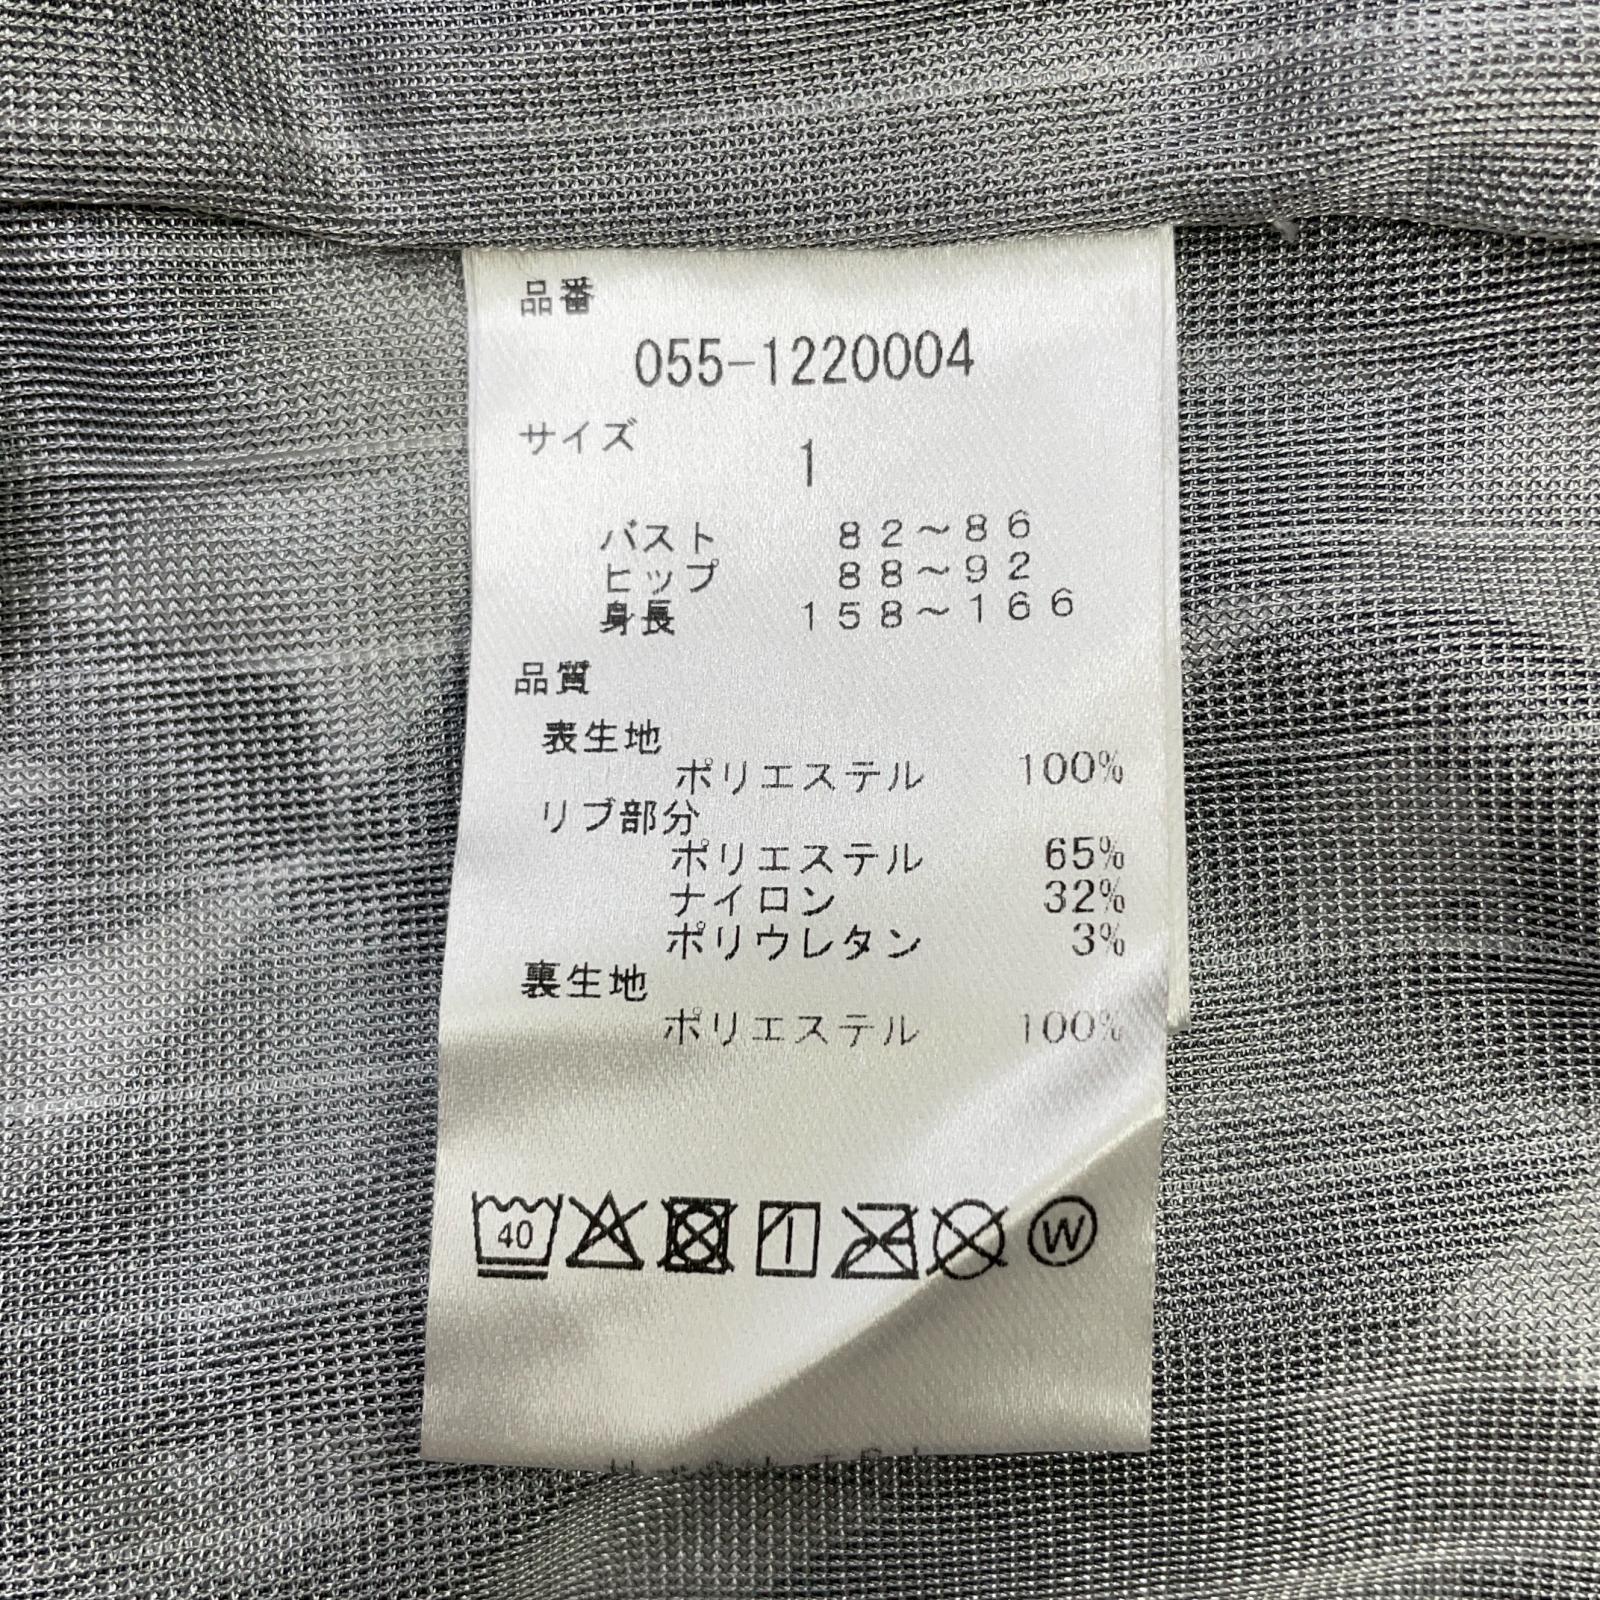 品番
055-1220004
サイズ 1
バスト 82～86
ヒップ 88～92
身長 158～166
品質
表生地
ポリエステル 100%
リブ部分
ポリエステル 65%
ナイロン 32%
ポリウレタン 3%
裏生地
ポリエステル 100%
40 W